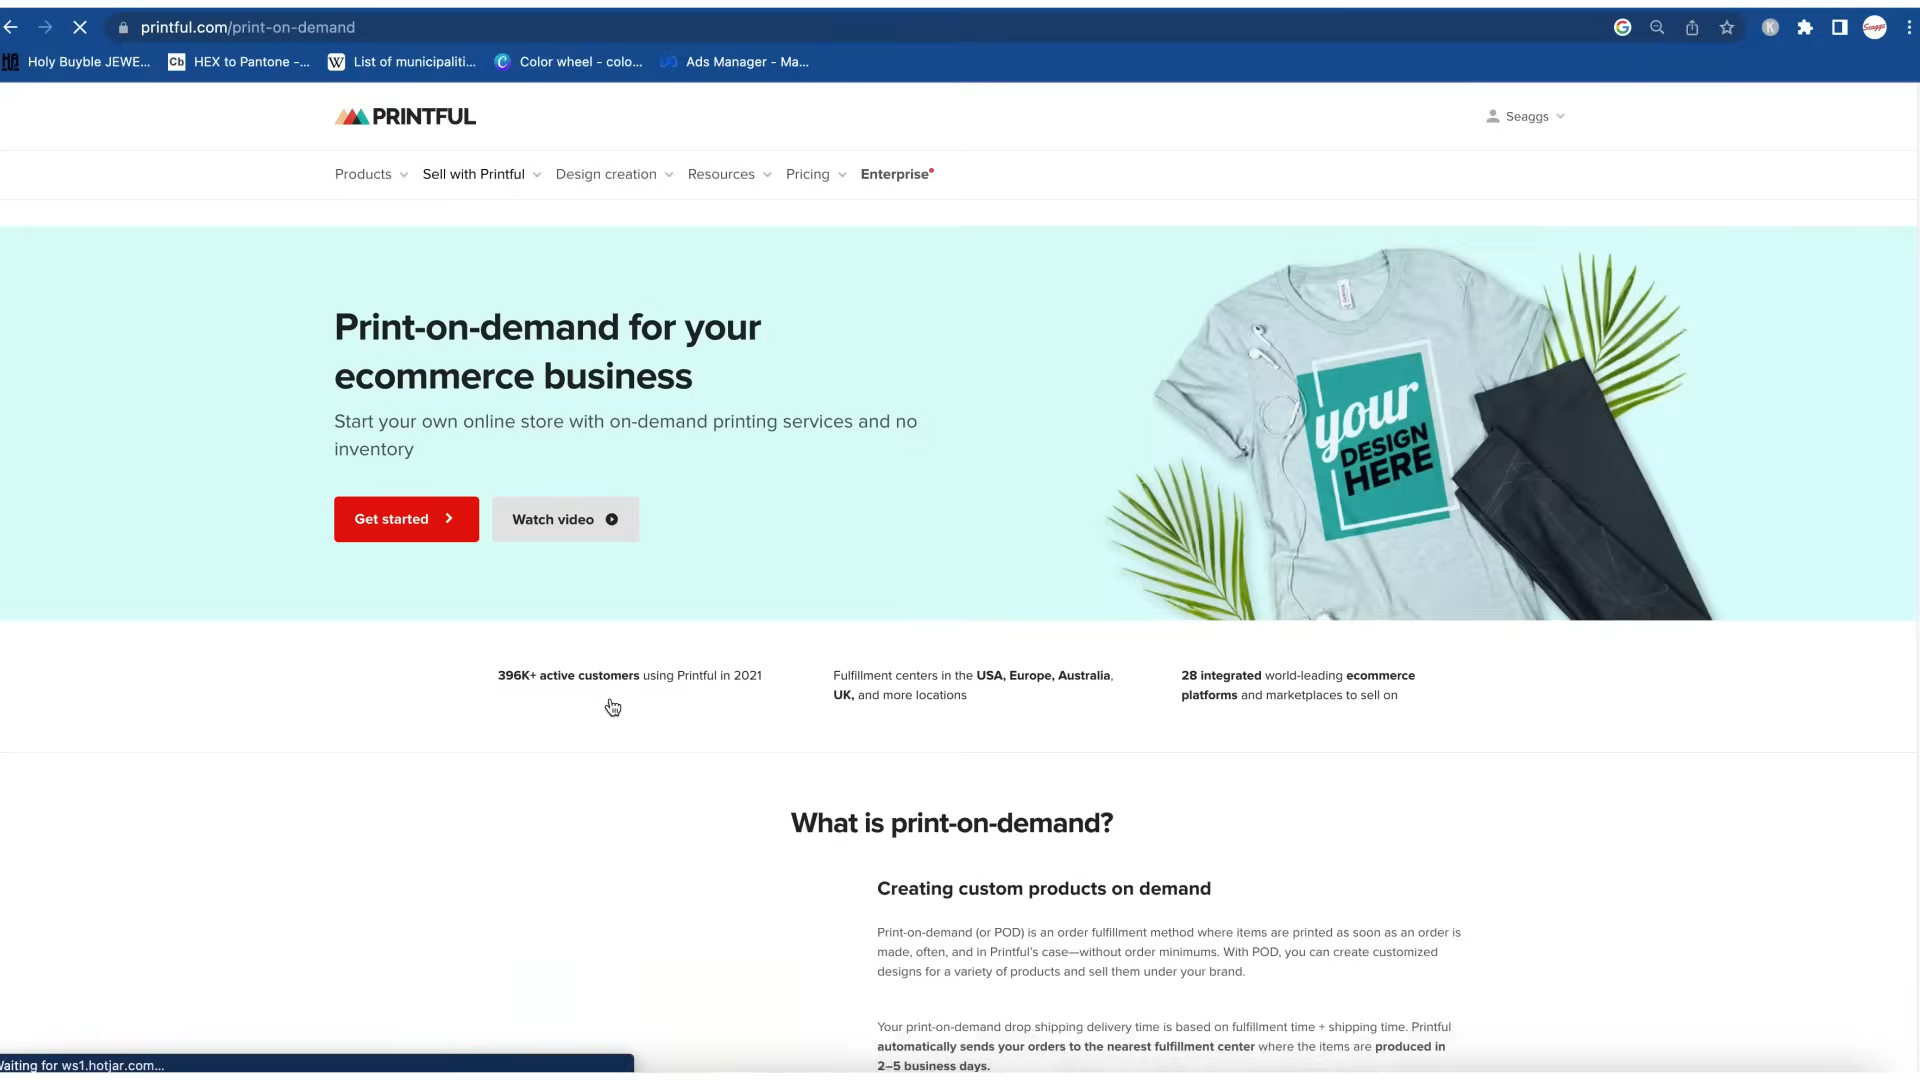 printful.com/print-on-demand
K
Seaggs
Holy Buyble JEWE...
Cb
HEX to Pantone -...
W
List of municipaliti...
C
Color wheel - colo...
Ads Manager - Ma...
PRINTFUL
Seaggs
Products
Sell with Printful
Design creation
Resources
Pricing
Enterprise
Print-on-demand for your
ecommerce business
Start your own online store with on-demand printing services and no
inventory
Get started
Watch video
your
DESIGN
HERE
396K+ active customers using Printful in 2021
Fulfillment centers in the USA, Europe, Australia,
UK, and more locations
28 integrated world-leading ecommerce
platforms and marketplaces to sell on
What is print-on-demand?
Creating custom products on demand
Print-on-demand (or POD) is an order fulfillment method where items are printed as soon as an order is
made, often, and in Printful's case—without order minimums. With POD, you can create customized
designs for a variety of products and sell them under your brand.
Your print-on-demand drop shipping delivery time is based on fulfillment time + shipping time. Printful
automatically sends your orders to the nearest fulfillment center where the items are produced in
2–5 business days.
Waiting for ws1.hotjar.com...